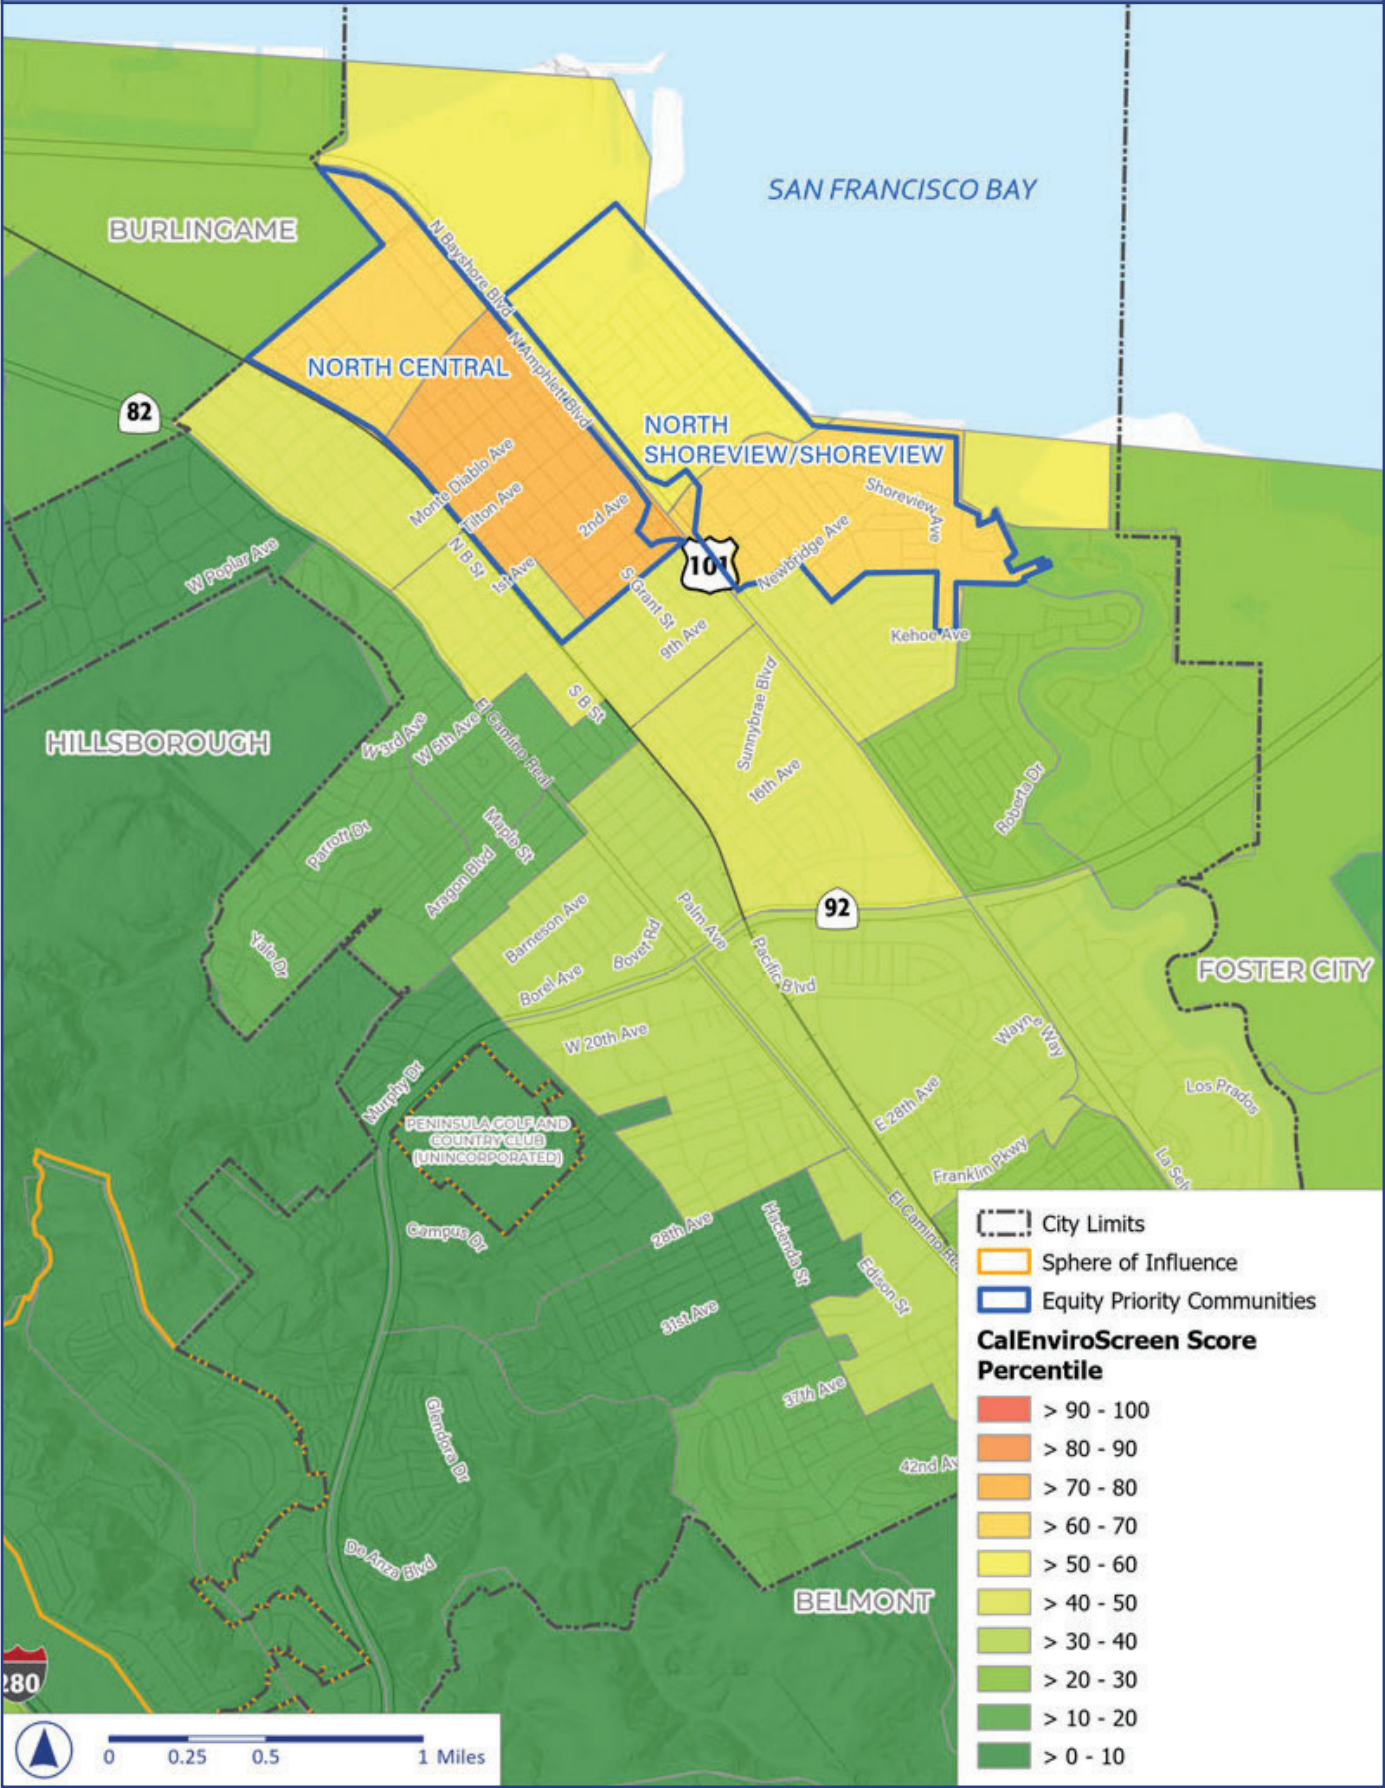 SAN FRANCISCO BAY
BURLINGAME
N Bayshore Blvd
NORTH CENTRAL
N Amphlett Blvd
82
NORTH
SHOREVIEW/SHOREVIEW
Monte Diablo Ave
Tilton Ave
2nd Ave
Shoreview Ave
Newbridge Ave
N B St
1st Ave
101
W Poplar Ave
S Grant St
9th Ave
Kehoe Ave
S B St
Sunnybrae Blvd
HILLSBOROUGH
W 3rd Ave
W 5th Ave
El Camino Real
16th Ave
Roberta Dr
Parrott Dr
Maple St
Aragon Blvd
92
Barneson Ave
Bovet Rd
Palm Ave
Yale Dr
Borel Ave
Pacific Blvd
FOSTER CITY
W 20th Ave
Wayne Way
Murphy Dr
E 28th Ave
Los Prados
PENINSULA GOLF AND
COUNTRY CLUB
(UNINCORPORATED)
Franklin Pkwy
La Selv
Campus Dr
28th Ave
Hacienda St
El Camino Rea
Edison St
31st Ave
37th Ave
Glendora Dr
42nd Av
De Anza Blvd
BELMONT
280
City Limits
Sphere of Influence
Equity Priority Communities
CalEnviroScreen Score
Percentile
> 90 - 100
> 80 - 90
> 70 - 80
> 60 - 70
> 50 - 60
> 40 - 50
> 30 - 40
> 20 - 30
> 10 - 20
> 0 - 10
0 0.25 0.5 1 Miles